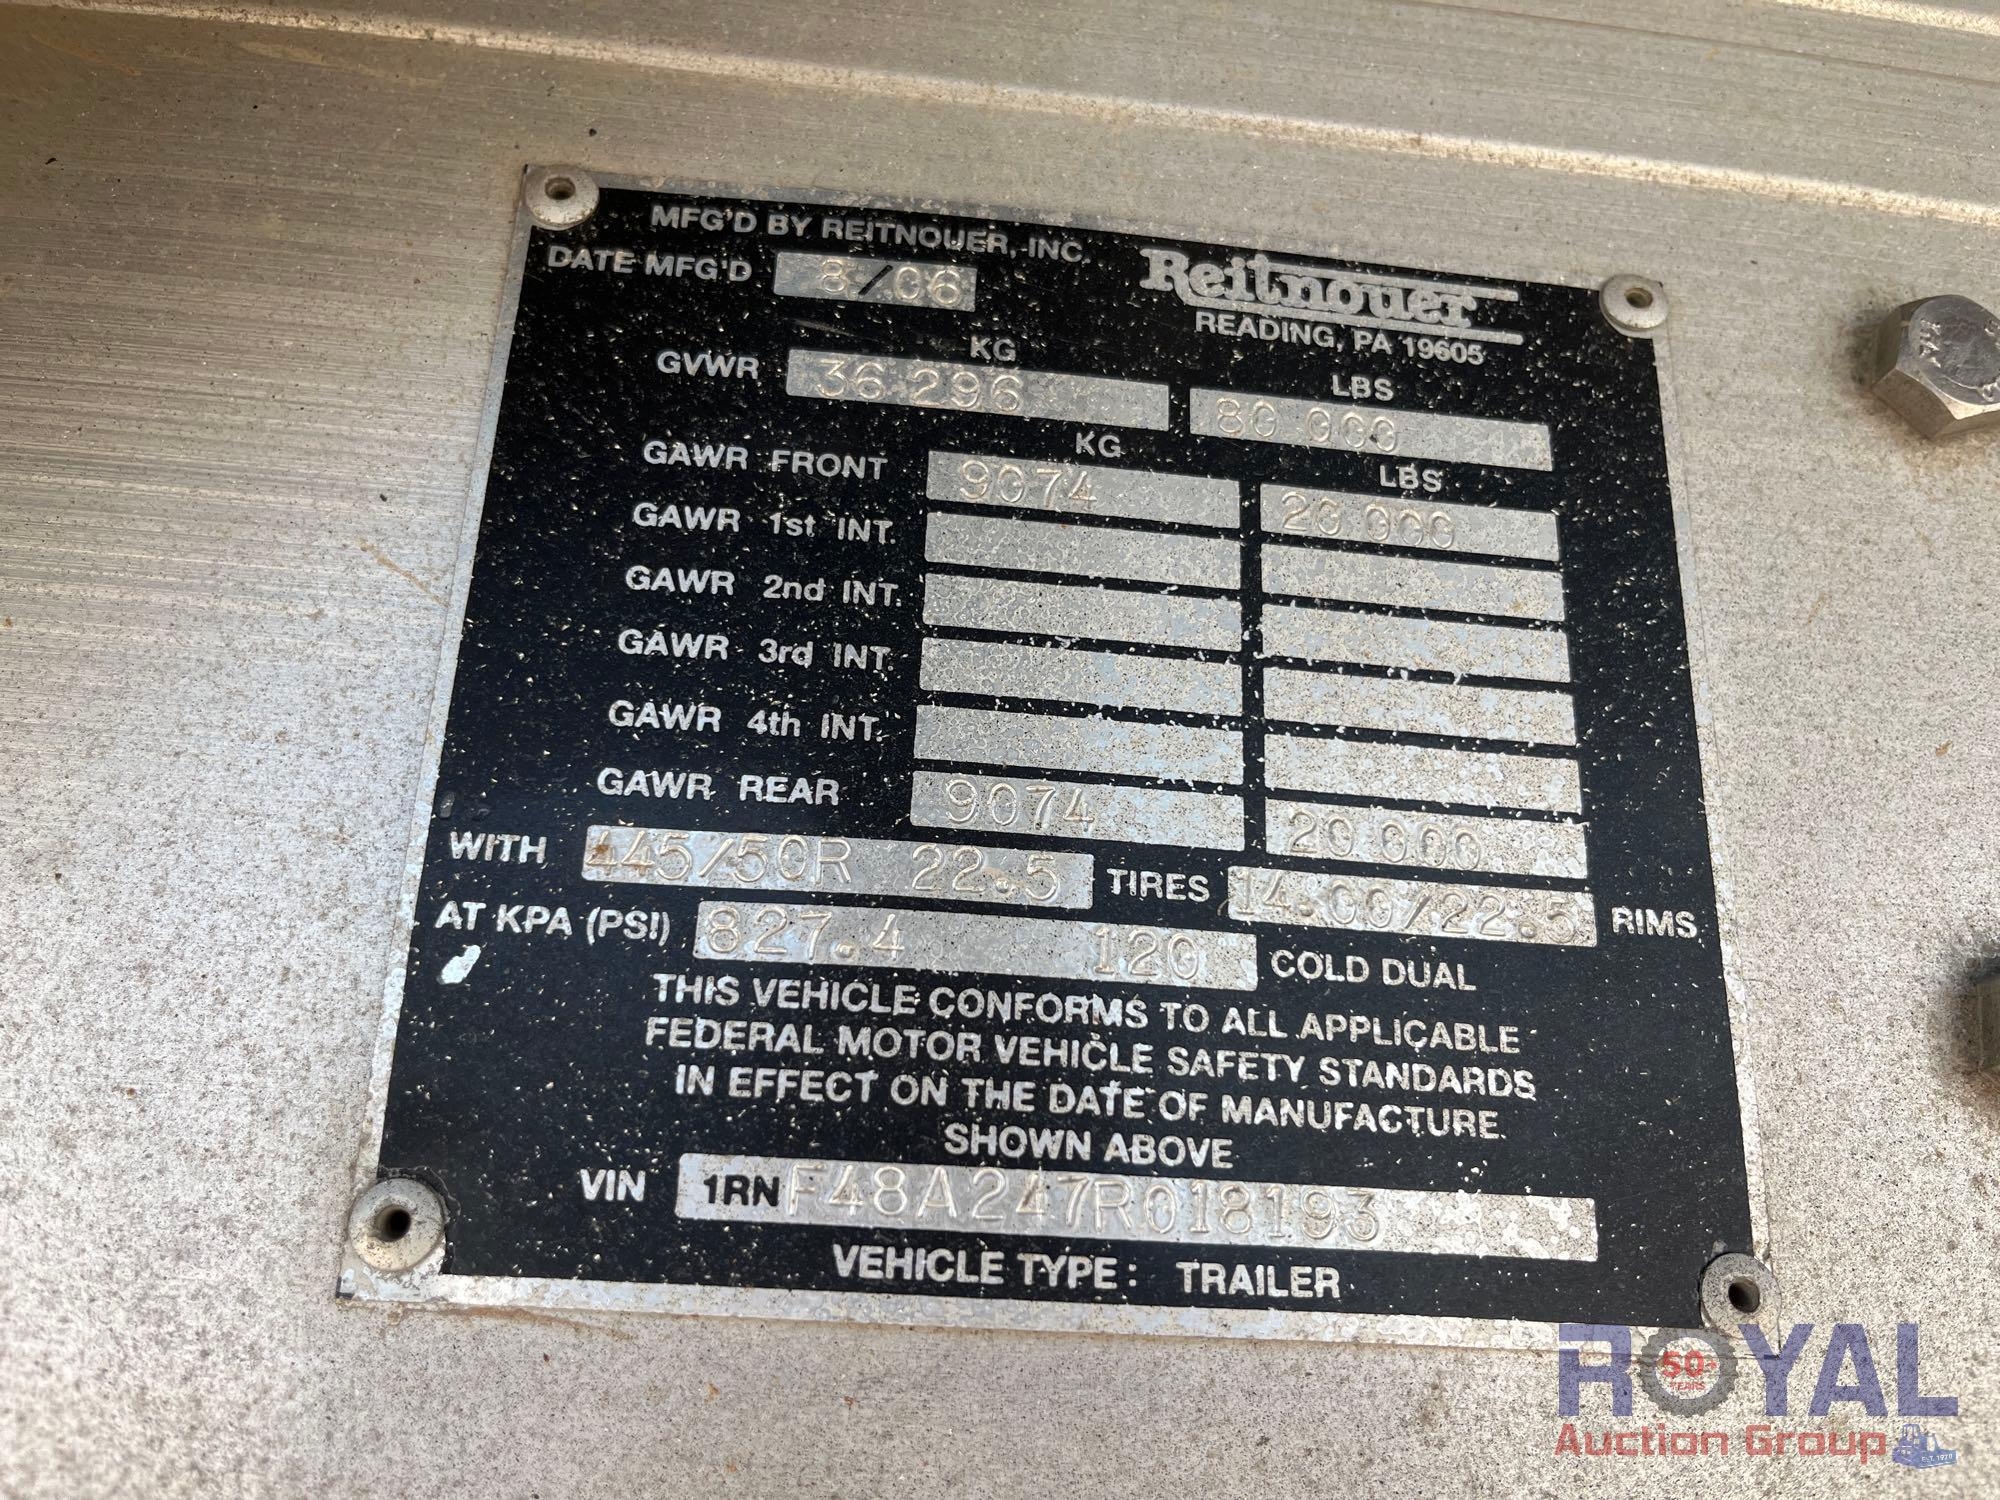 MFG'D BY REITNOUER, INC.
DATE MFG'D 8/06
Reitnouer
READING, PA 19605
KG LBS
GVWR 36 296 80 000
KG LBS
GAWR FRONT 9074 20 000
GAWR 1st INT.
GAWR 2nd INT.
GAWR 3rd INT.
GAWR 4th INT.
GAWR REAR 9074 20 000
WITH 445/50R 22.5 TIRES 14.00/22.5 RIMS
AT KPA (PSI) 827.4 120 COLD DUAL
THIS VEHICLE CONFORMS TO ALL APPLICABLE
FEDERAL MOTOR VEHICLE SAFETY STANDARDS
IN EFFECT ON THE DATE OF MANUFACTURE
SHOWN ABOVE
VIN 1RNF48A247R018193
VEHICLE TYPE: TRAILER
ROYAL
50+
YEARS
Auction Group
EST. 1970